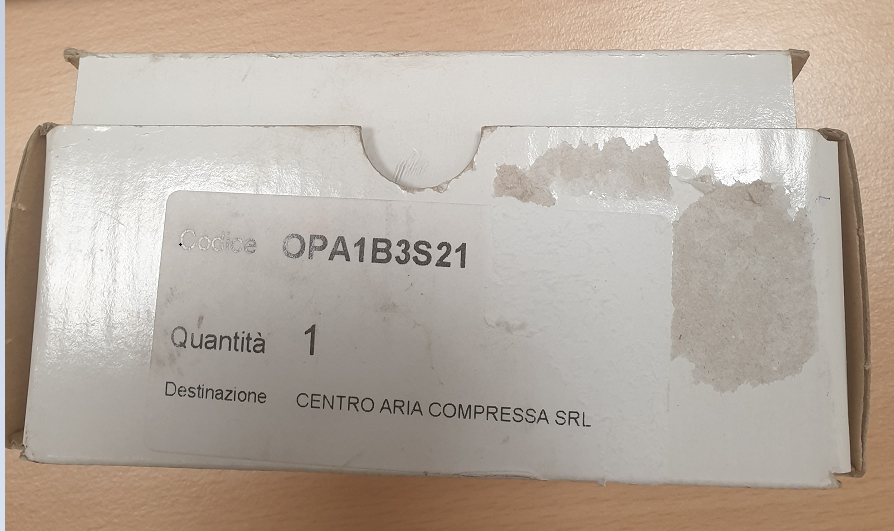 Codice OPA1B3S21
Quantità 1
Destinazione CENTRO ARIA COMPRESSA SRL